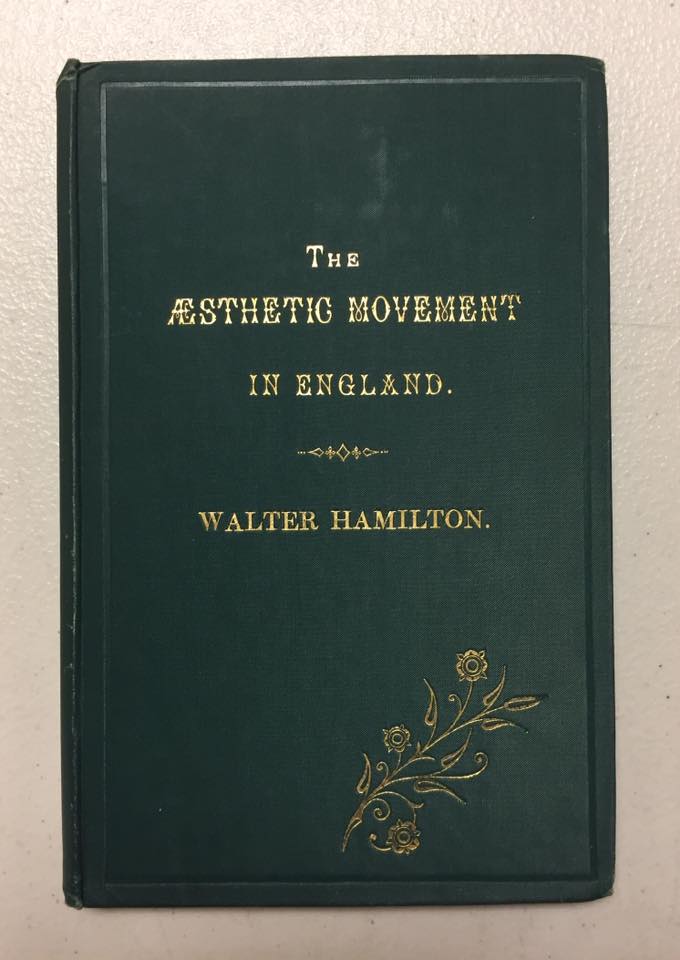 The
ÆSTHETIC MOVEMENT
IN ENGLAND.
WALTER HAMILTON.